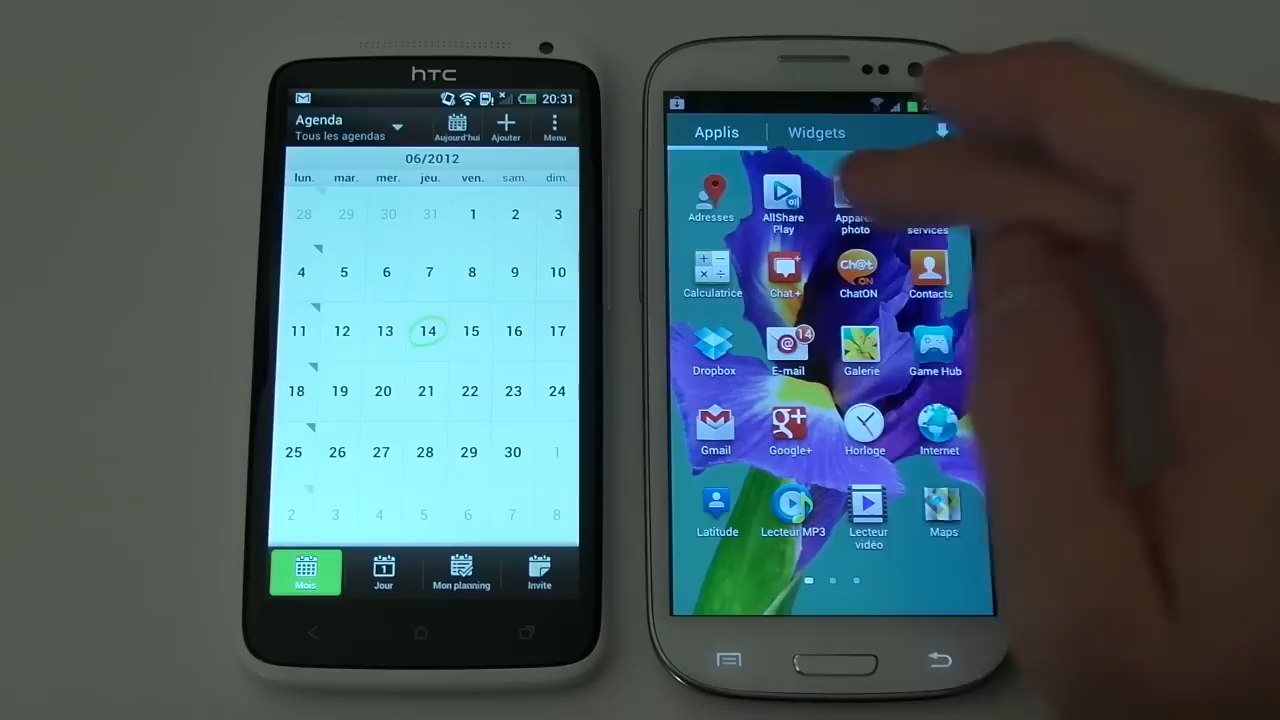 hTC
20:31
Agenda
Tous les agendas
Aujourd'hui
Ajouter
Menu
06/2012
lun. mar. mer. jeu. ven. sam. dim.
28 29 30 31 1 2 3
4 5 6 7 8 9 10
11 12 13 14 15 16 17
18 19 20 21 22 23 24
25 26 27 28 29 30 1
2 3 4 5 6 7 8
1
Mois Jour Mon planning Invite
Applis Widgets
Adresses
AllShare
Play
photo
services
Calculatrice
Chat +
Ch@t
ON
ChatON
Contacts
Dropbox
14
E-mail
Galerie
Game Hub
Gmail
g+
Google+
Horloge
Internet
Latitude
Lecteur MP3
Lecteur
vidéo
Maps